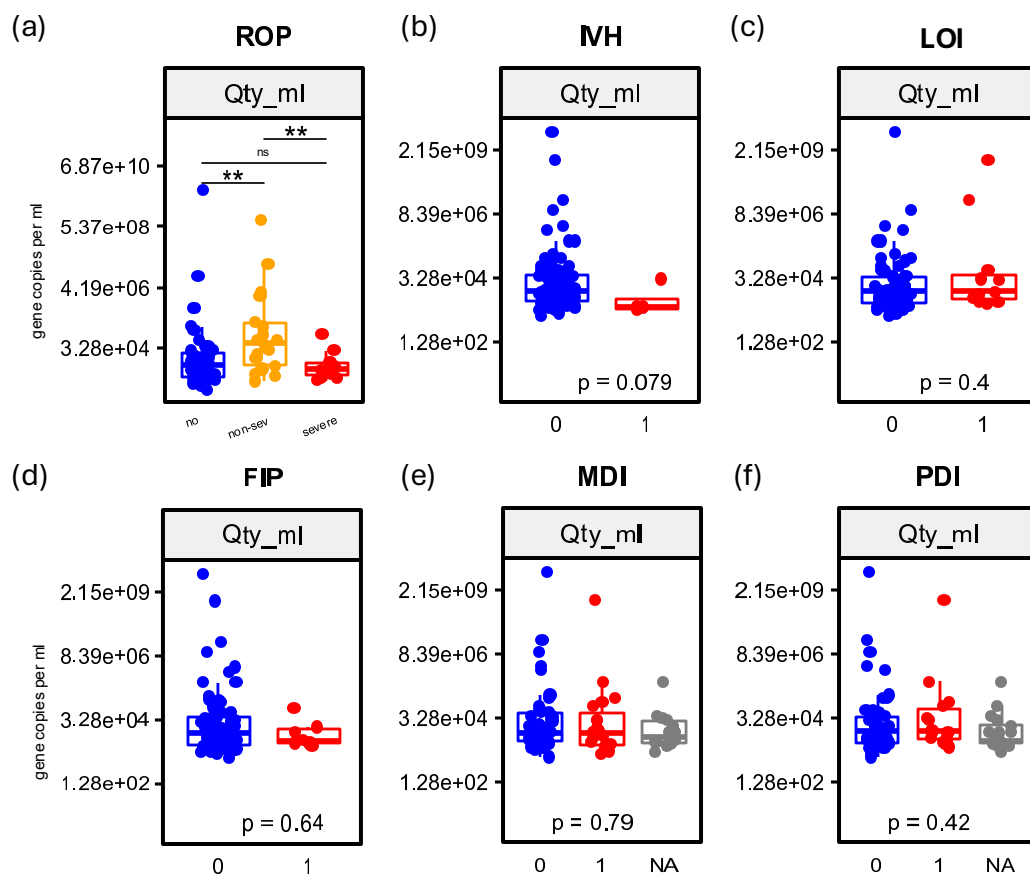 (a)
ROP
Qty_ml
**
ns
**
6.87e+10
5.37e+08
4.19e+06
3.28e+04
gene copies per ml
no
non-sev
severe
(b)
IVH
Qty_ml
2.15e+09
8.39e+06
3.28e+04
1.28e+02
p = 0.079
0 1
(c)
LOI
Qty_ml
2.15e+09
8.39e+06
3.28e+04
1.28e+02
p = 0.4
0 1
(d)
FIP
Qty_ml
2.15e+09
8.39e+06
3.28e+04
1.28e+02
gene copies per ml
p = 0.64
0 1
(e)
MDI
Qty_ml
2.15e+09
8.39e+06
3.28e+04
1.28e+02
p = 0.79
0 1 NA
(f)
PDI
Qty_ml
2.15e+09
8.39e+06
3.28e+04
1.28e+02
p = 0.42
0 1 NA